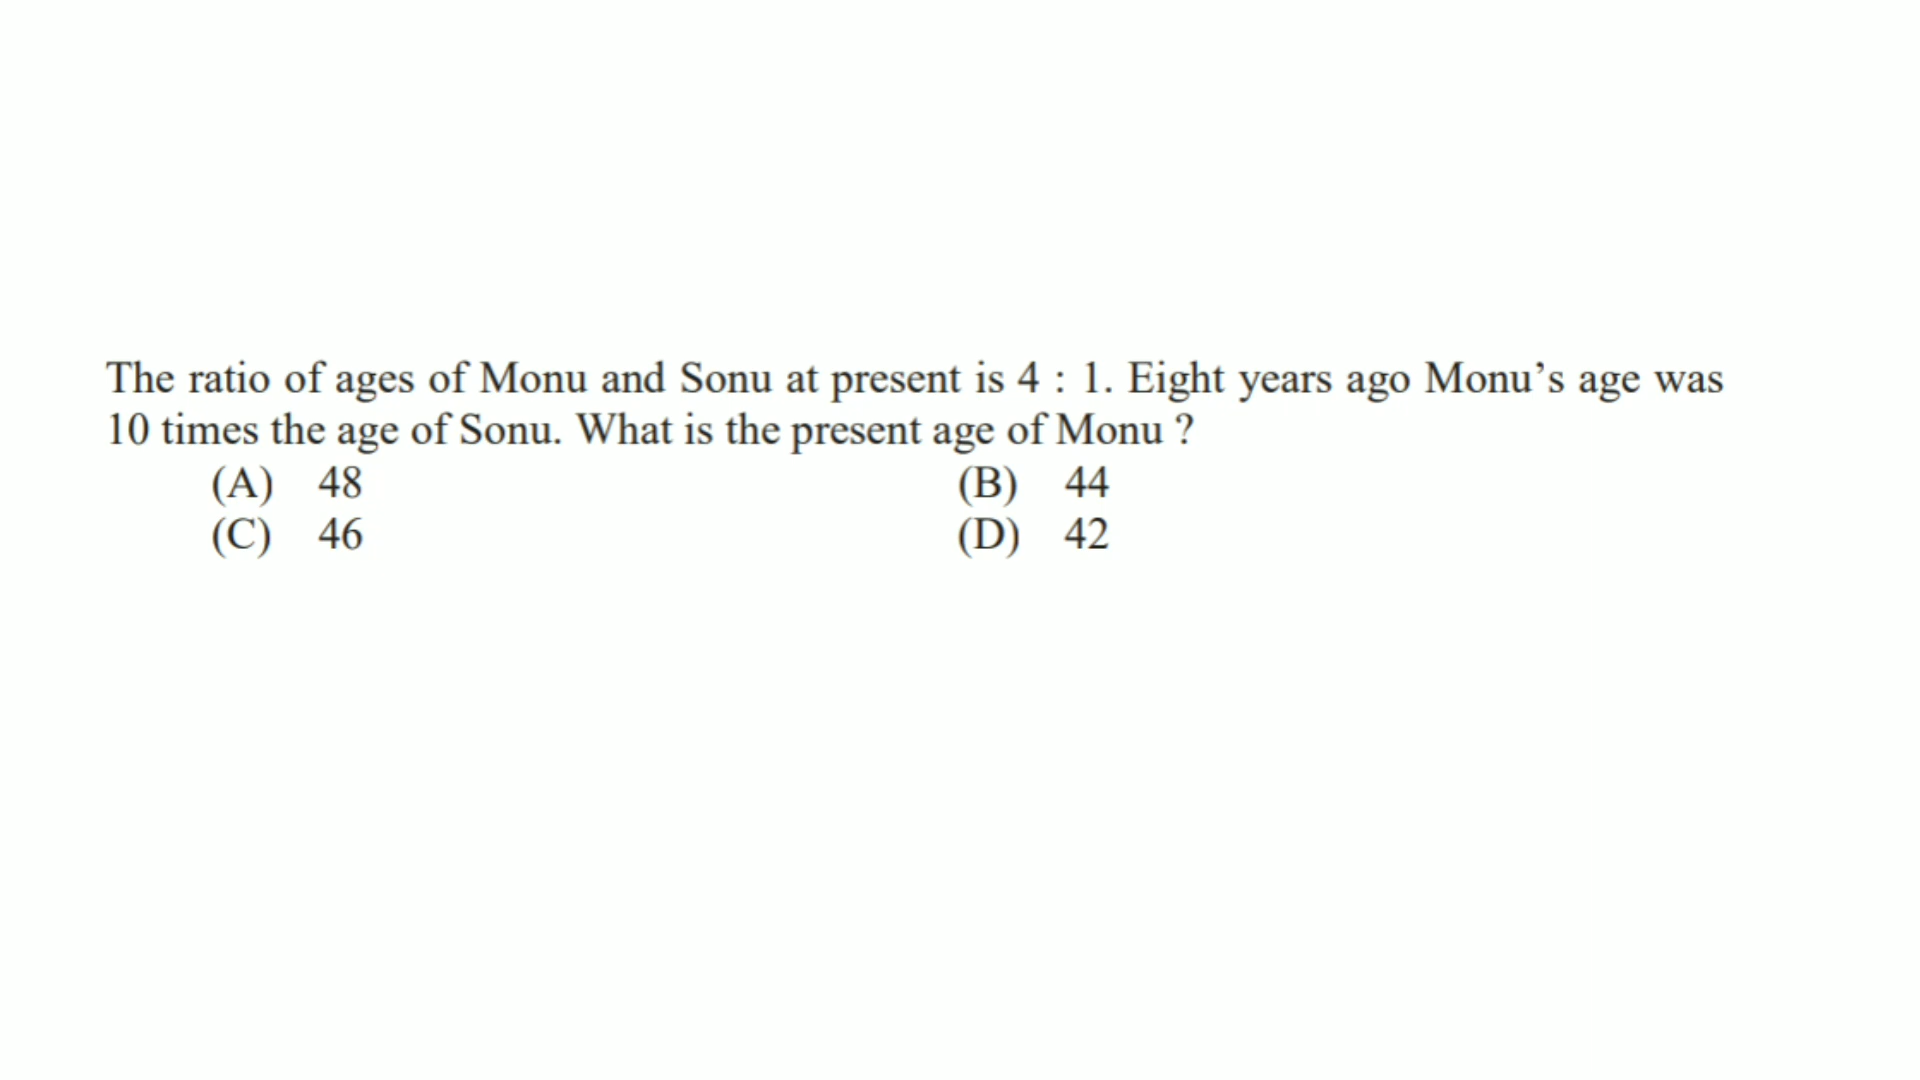 The ratio of ages of Monu and Sonu at present is 4 : 1. Eight years ago Monu’s age was
10 times the age of Sonu. What is the present age of Monu ?
(A) 48 (B) 44
(C) 46 (D) 42